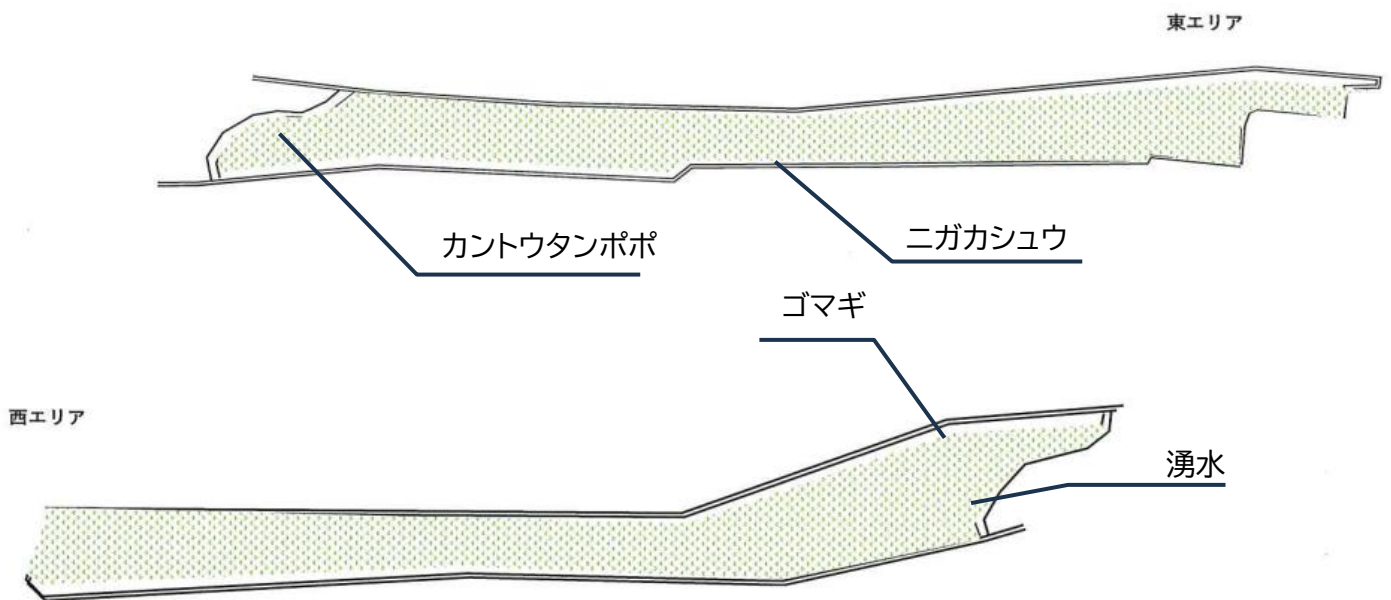 東エリア
カントウタンポポ
ニガカシュウ
ゴマギ
西エリア
湧水